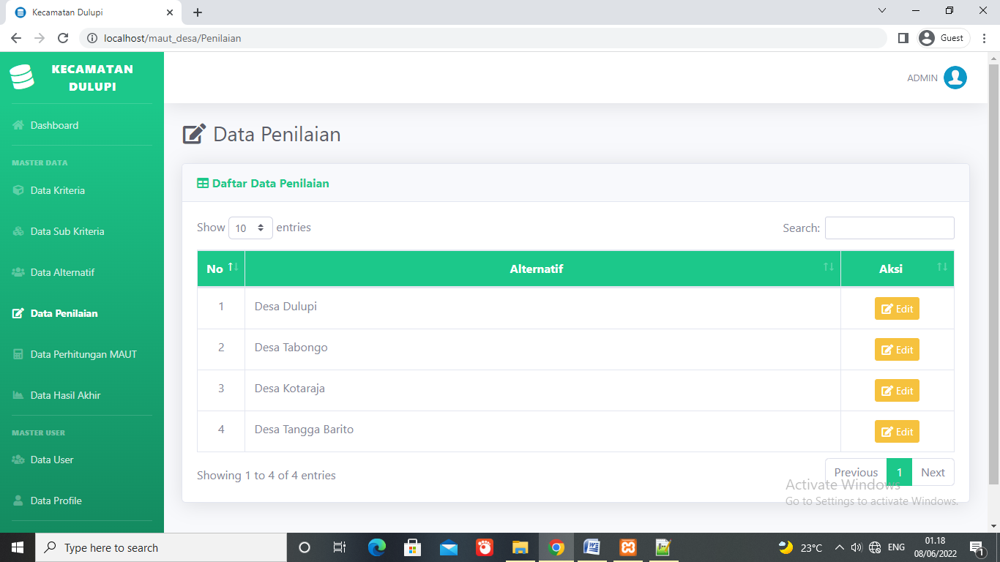 Kecamatan Dulupi
localhost/maut_desa/Penilaian
Guest
KECAMATAN
DULUPI
ADMIN
Dashboard
MASTER DATA
Data Kriteria
Data Sub Kriteria
Data Alternatif
Data Penilaian
Data Perhitungan MAUT
Data Hasil Akhir
MASTER USER
Data User
Data Profile
Data Penilaian
Daftar Data Penilaian
Show 10 entries
Search:
No Alternatif Aksi
1 Desa Dulupi Edit
2 Desa Tabongo Edit
3 Desa Kotaraja Edit
4 Desa Tangga Barito Edit
Showing 1 to 4 of 4 entries
Previous 1 Next
Activate Windows
Go to Settings to activate Windows.
Type here to search
23°C
ENG
01.18
08/06/2022
1